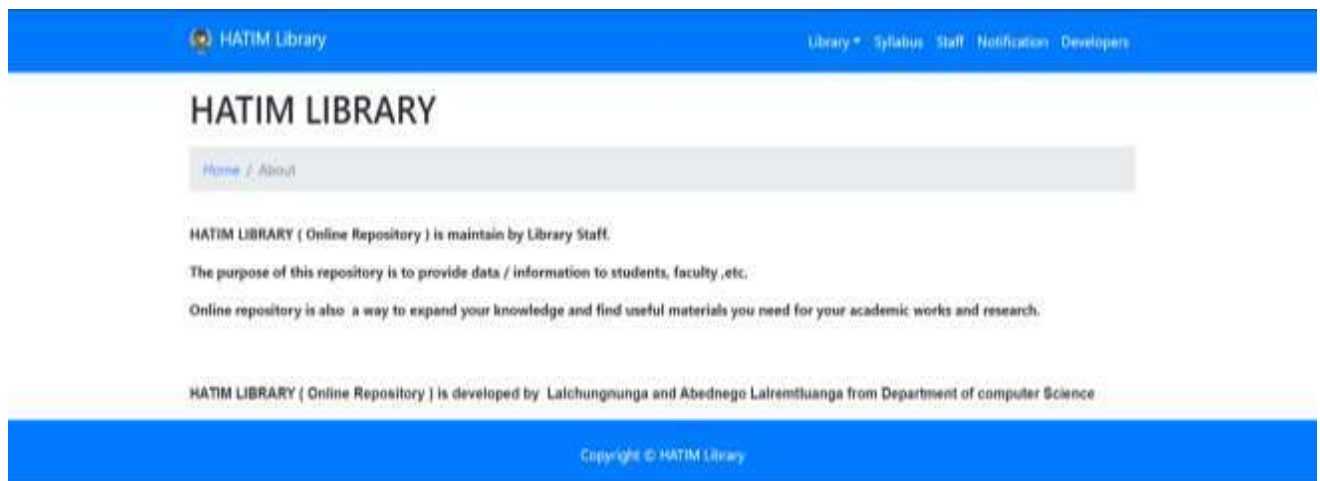 HATIM Library
Library Syllabus Staff Notification Developers
HATIM LIBRARY
Home / About
HATIM LIBRARY ( Online Repository ) is maintain by Library Staff.
The purpose of this repository is to provide data / information to students, faculty ,etc.
Online repository is also a way to expand your knowledge and find useful materials you need for your academic works and research.
HATIM LIBRARY ( Online Repository ) is developed by Lalchungnunga and Abednego Lalremtluanga from Department of computer Science
Copyright © HATIM Library